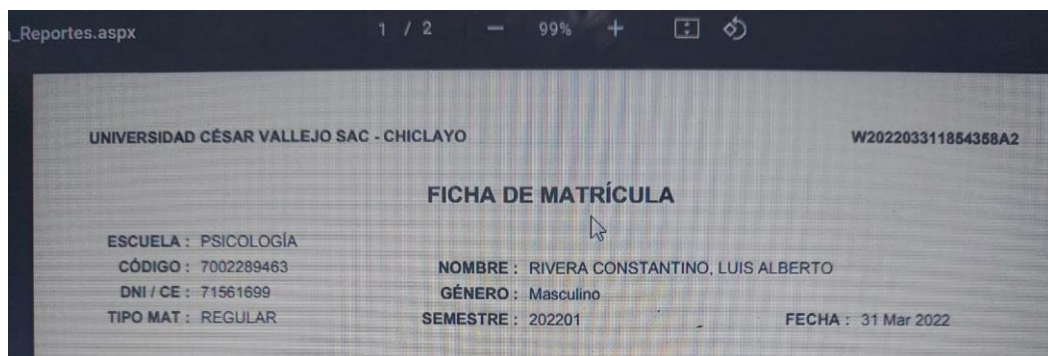 _Reportes.aspx 1 / 2 — 99% +
UNIVERSIDAD CÉSAR VALLEJO SAC - CHICLAYO W202203311854358A2
FICHA DE MATRÍCULA
ESCUELA : PSICOLOGÍA
CÓDIGO : 7002289463 NOMBRE : RIVERA CONSTANTINO, LUIS ALBERTO
DNI / CE : 71561699 GÉNERO : Masculino
TIPO MAT : REGULAR SEMESTRE : 202201 FECHA : 31 Mar 2022